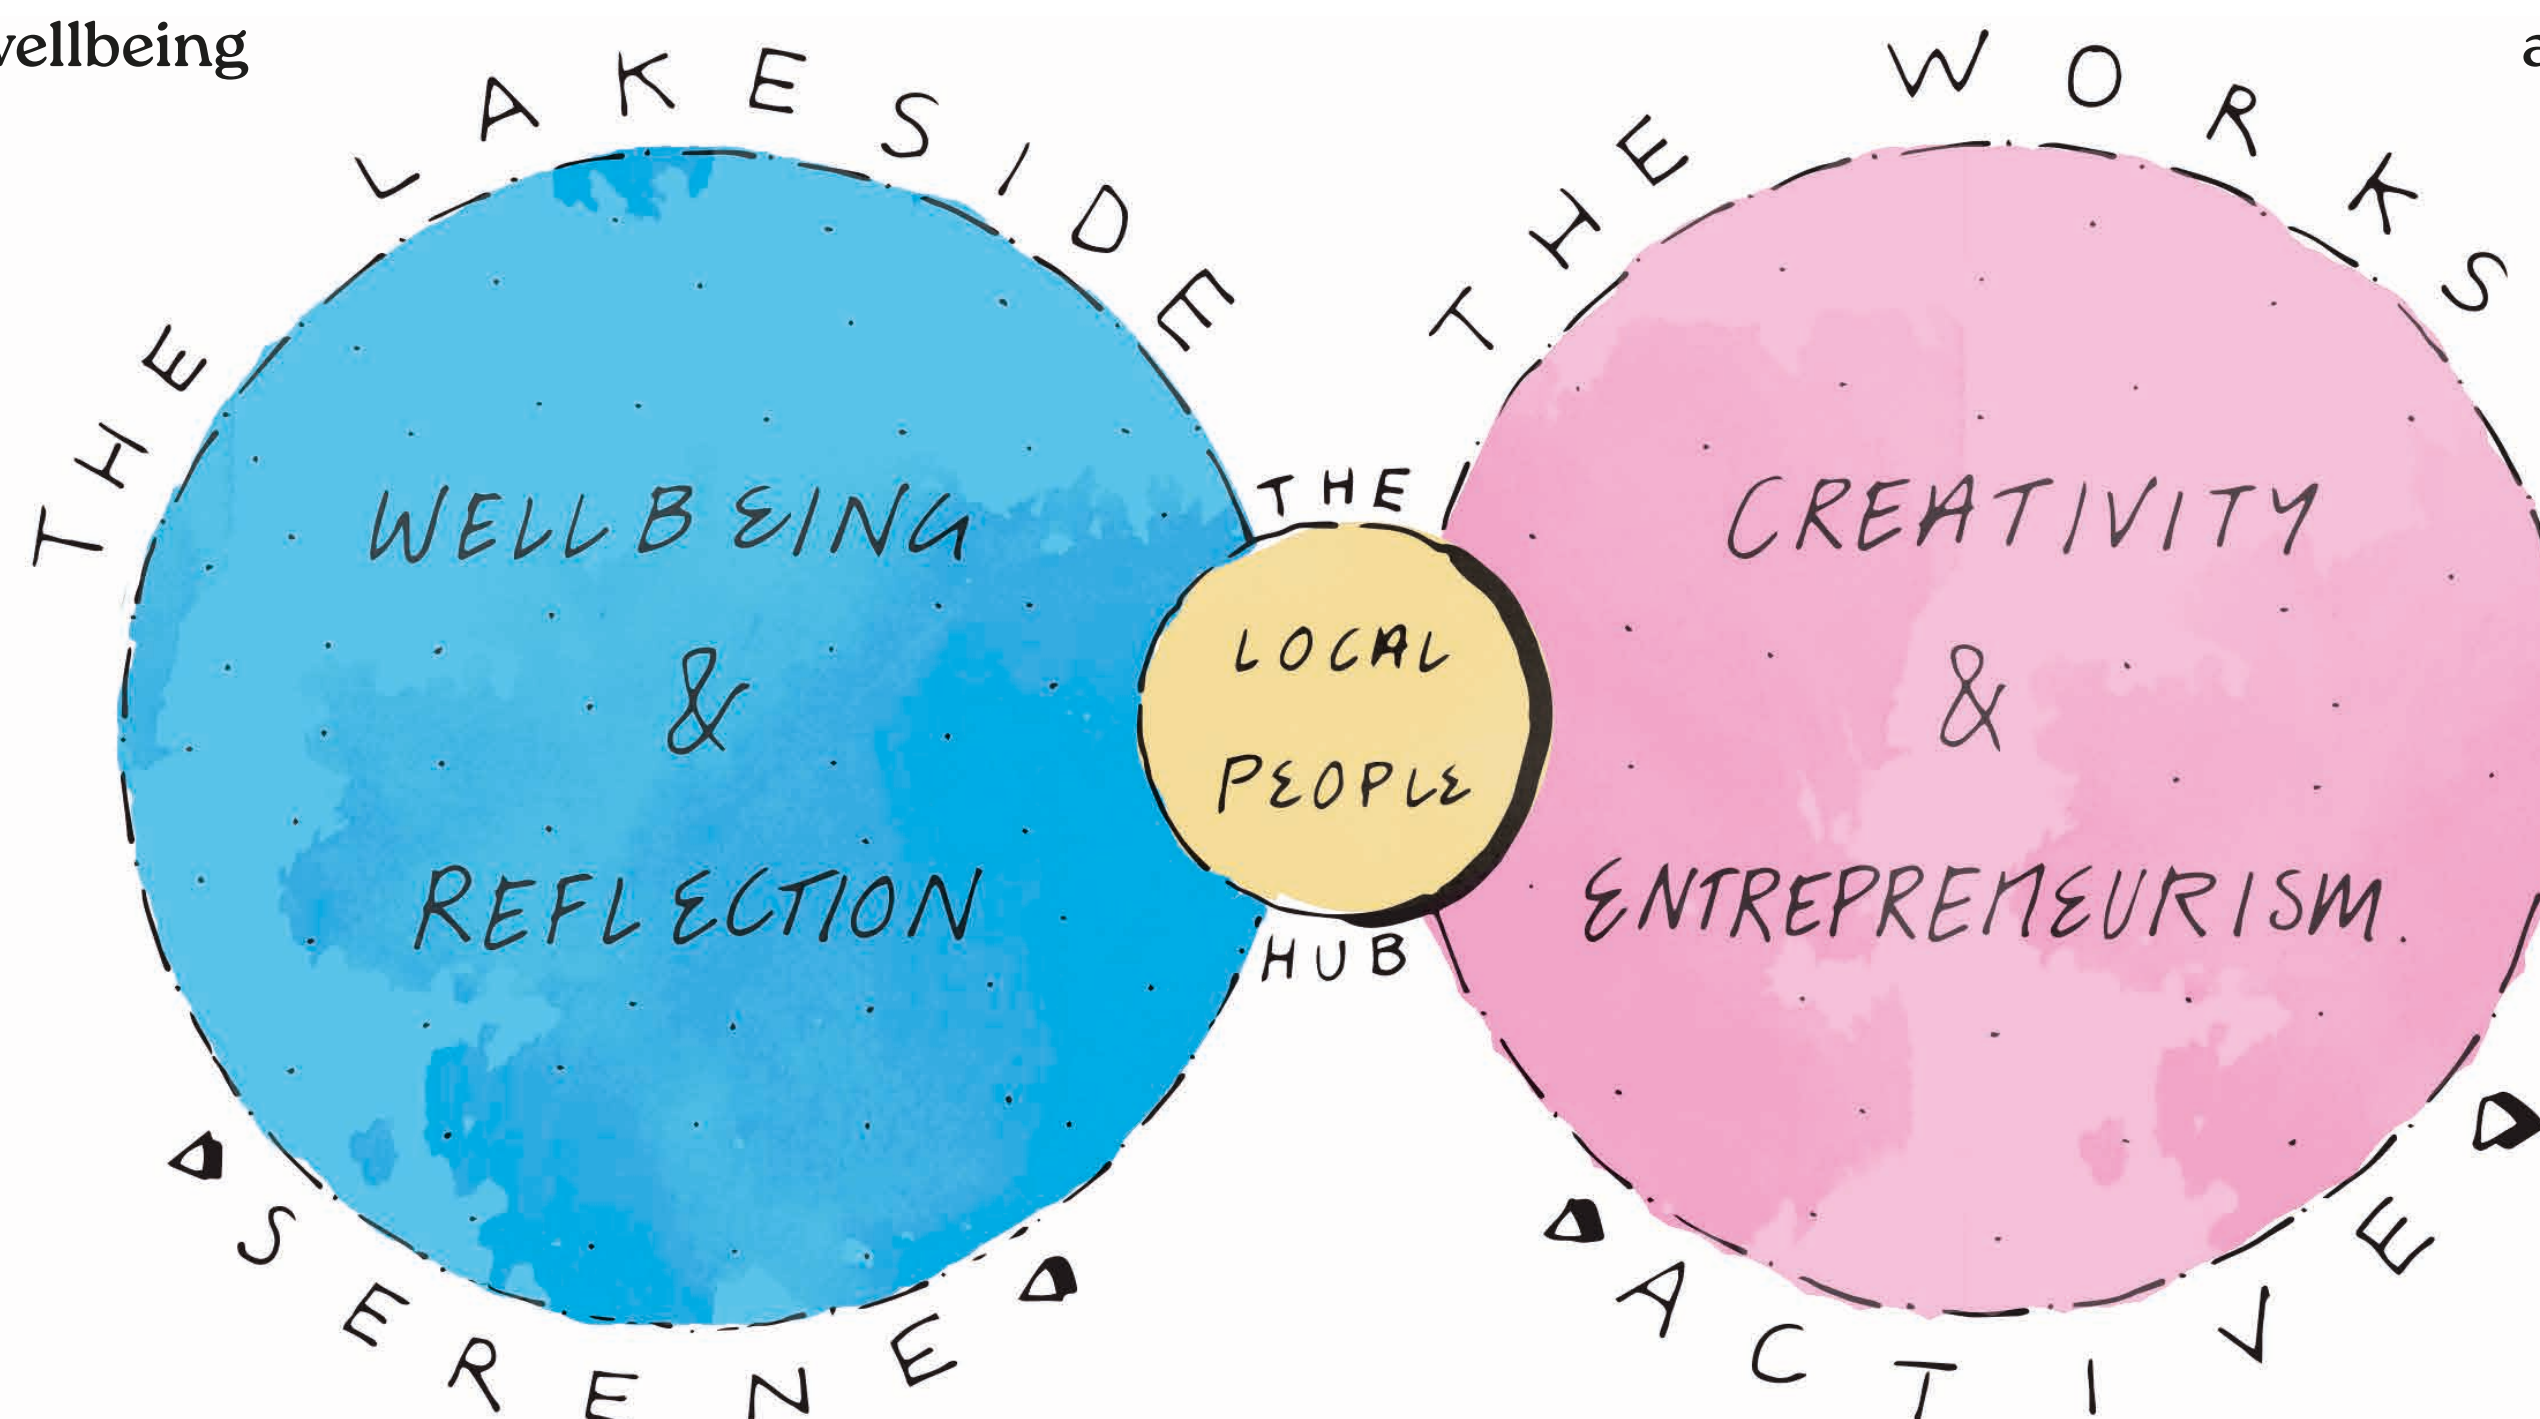 wellbeing
THE LAKESIDE
WELLBEING
&
REFLECTION
SERENE
THE
LOCAL
PEOPLE
HUB
THE WORKS
CREATIVITY
&
ENTREPRENEURISM.
ACTIVE